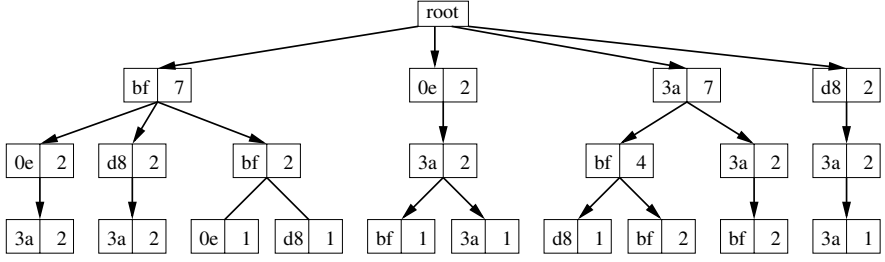 root
bf 7 0e 2 3a 7 d8 2
0e 2 d8 2 bf 2 3a 2 bf 4 3a 2 3a 2
3a 2 3a 2 0e 1 d8 1 bf 1 3a 1 d8 1 bf 2 bf 2 3a 1